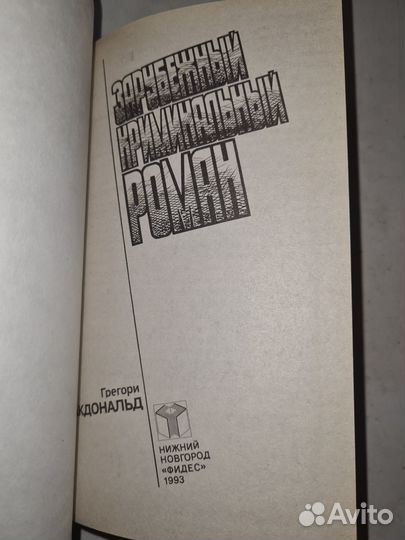 ЗАРУБЕЖНЫЙ
КРИМИНАЛЬНЫЙ
РОМАН
Грегори
КДОНАЛЬД
НИЖНИЙ
НОВГОРОД
«ФИДЕС»
1993
Avito